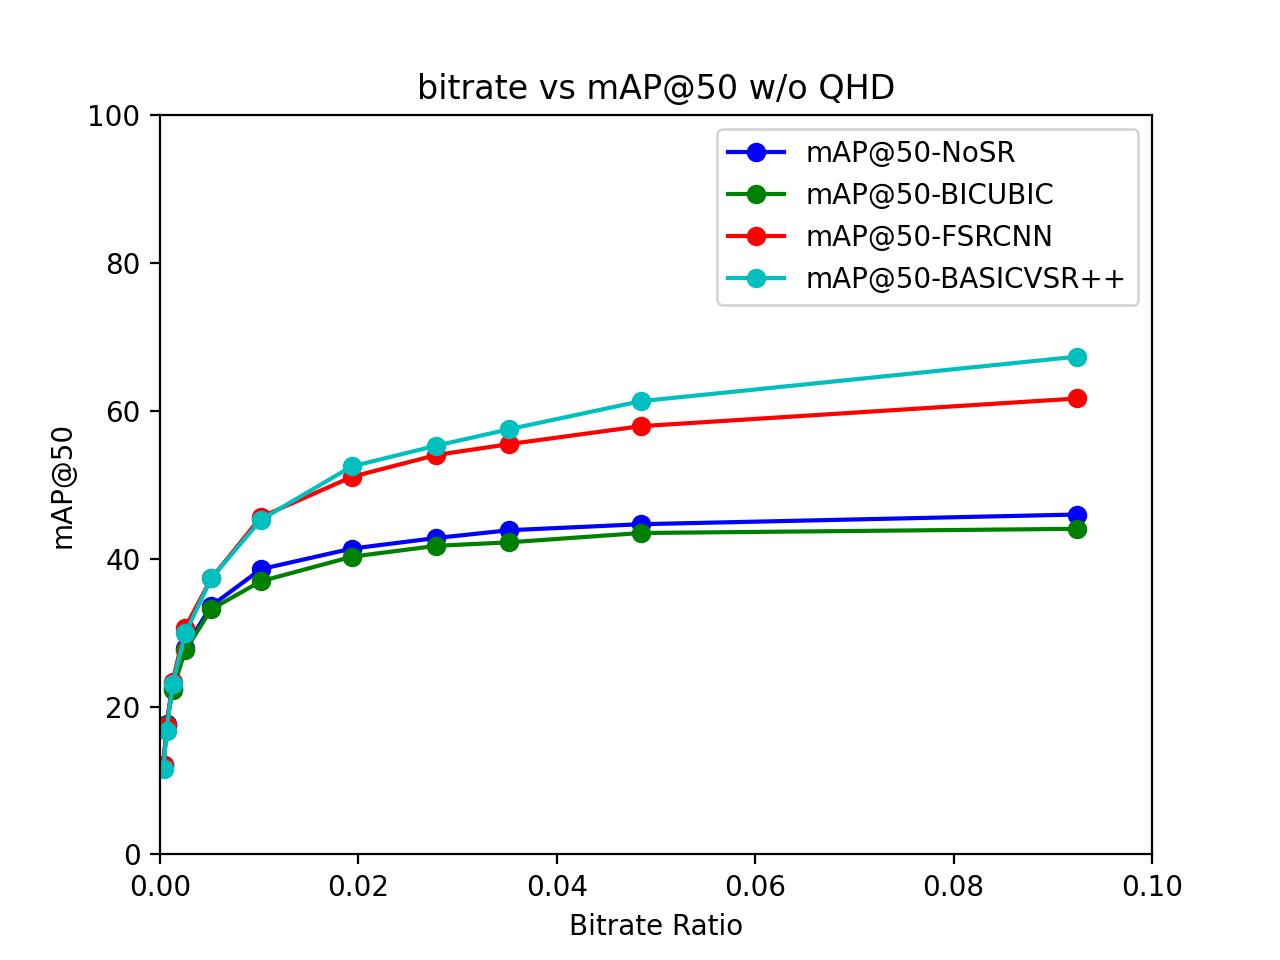 bitrate vs mAP@50 w/o QHD
100
80
60
40
20
0
mAP@50
mAP@50-NoSR
mAP@50-BICUBIC
mAP@50-FSRCNN
mAP@50-BASICVSR++
0.00 0.02 0.04 0.06 0.08 0.10
Bitrate Ratio